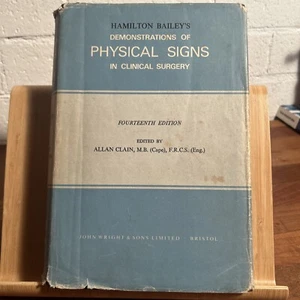 HAMILTON BAILEY'S
DEMONSTRATIONS OF
PHYSICAL SIGNS
IN CLINICAL SURGERY
FOURTEENTH EDITION
EDITED BY
ALLAN CLAIN, M.B. (Cape), F.R.C.S. (Eng.)
JOHN WRIGHT & SONS LIMITED BRISTOL